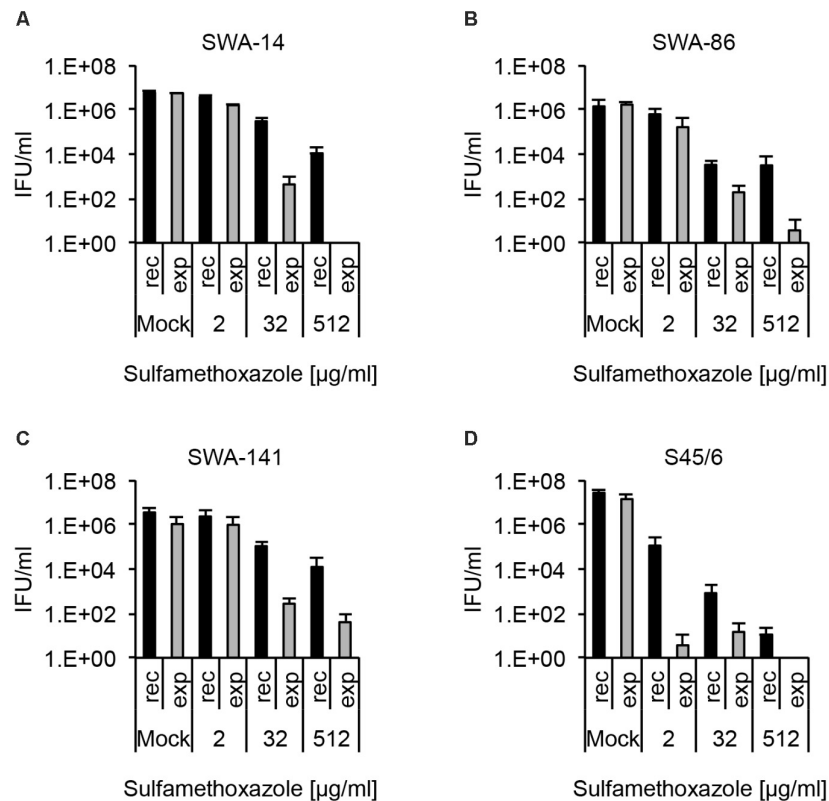 A
SWA-14
1.E+08
1.E+06
1.E+04
1.E+02
1.E+00
IFU/ml
rec exp rec exp rec exp rec exp
Mock 2 32 512
Sulfamethoxazole [µg/ml]
B
SWA-86
1.E+08
1.E+06
1.E+04
1.E+02
1.E+00
IFU/ml
rec exp rec exp rec exp rec exp
Mock 2 32 512
Sulfamethoxazole [µg/ml]
C
SWA-141
1.E+08
1.E+06
1.E+04
1.E+02
1.E+00
IFU/ml
rec exp rec exp rec exp rec exp
Mock 2 32 512
Sulfamethoxazole [µg/ml]
D
S45/6
1.E+08
1.E+06
1.E+04
1.E+02
1.E+00
IFU/ml
rec exp rec exp rec exp rec exp
Mock 2 32 512
Sulfamethoxazole [µg/ml]